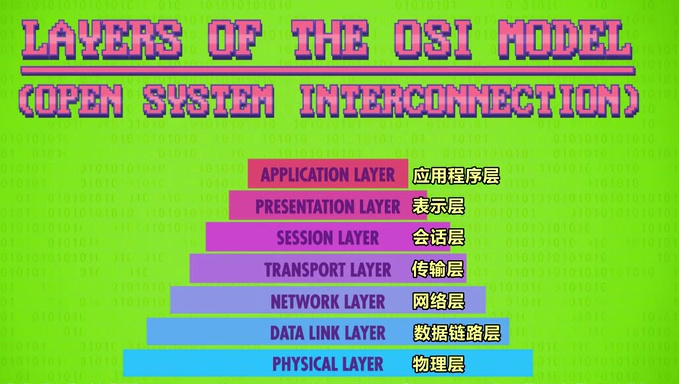 LAYERS OF THE OSI MODEL
(OPEN SYSTEM INTERCONNECTION)
APPLICATION LAYER 应用程序层
PRESENTATION LAYER 表示层
SESSION LAYER 会话层
TRANSPORT LAYER 传输层
NETWORK LAYER 网络层
DATA LINK LAYER 数据链路层
PHYSICAL LAYER 物理层